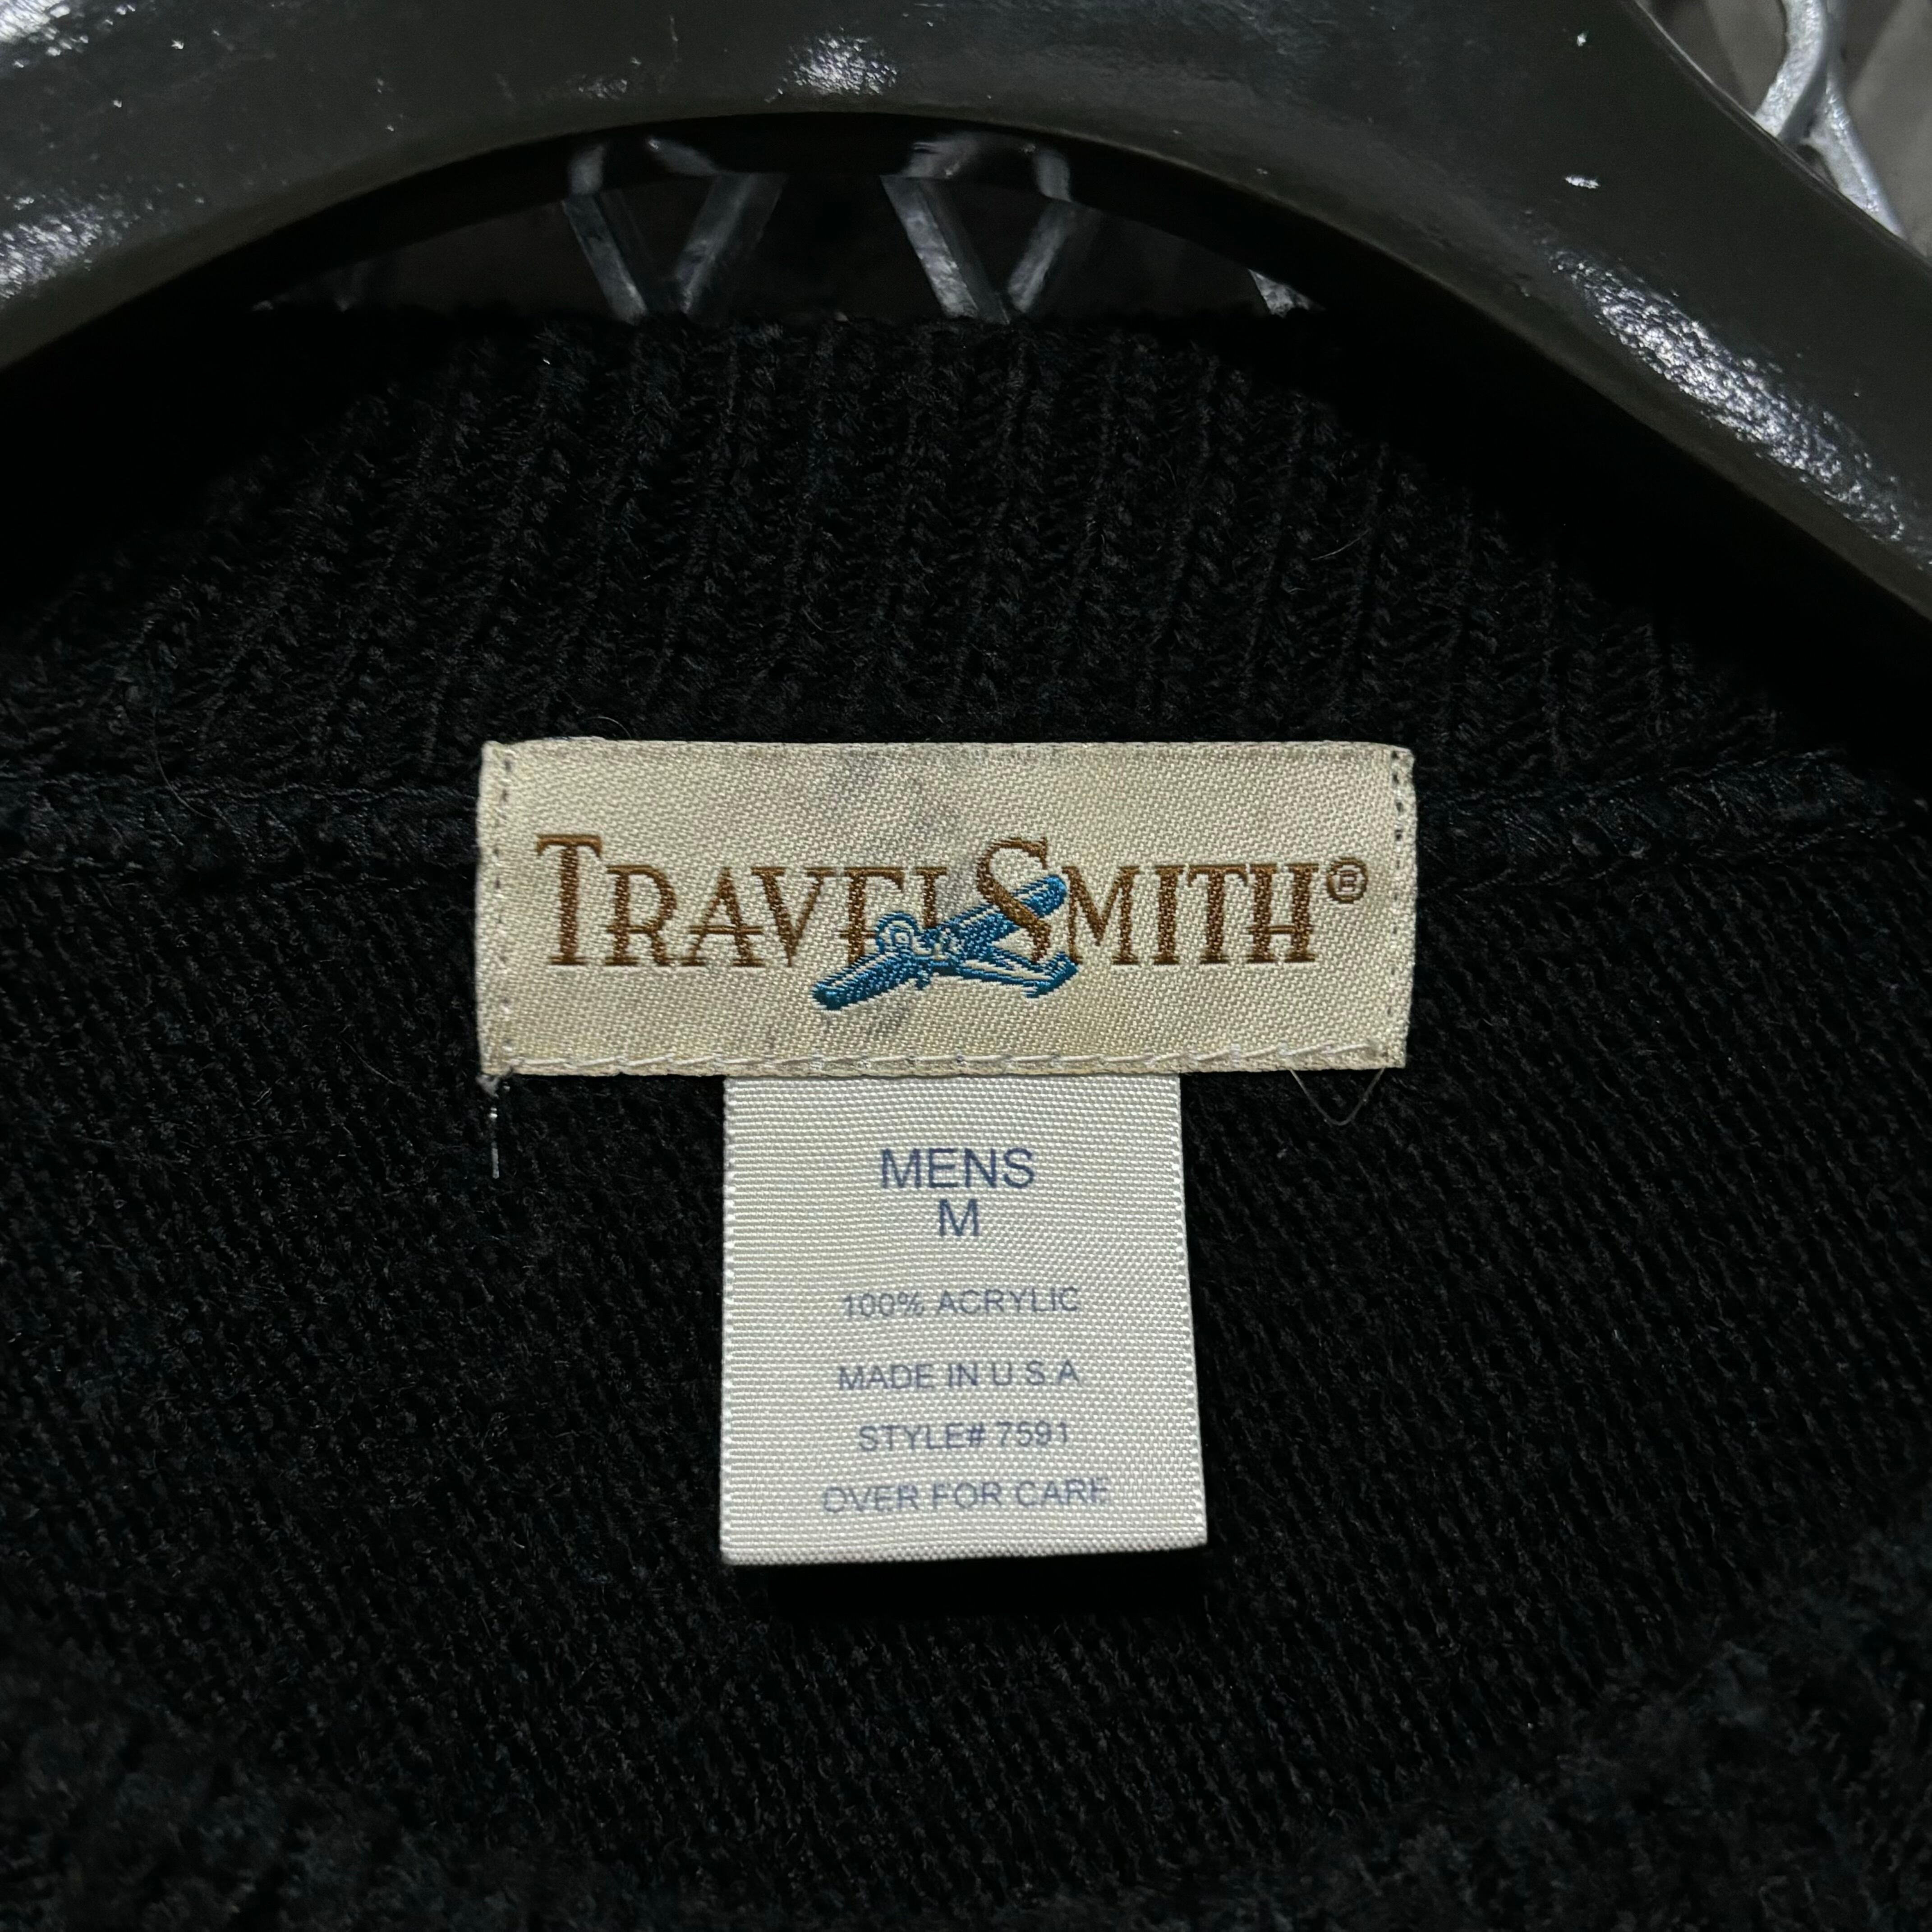 TRAVELSMITH®
MENS
M
100% ACRYLIC
MADE IN U S A
STYLE# 7591
OVER FOR CARE